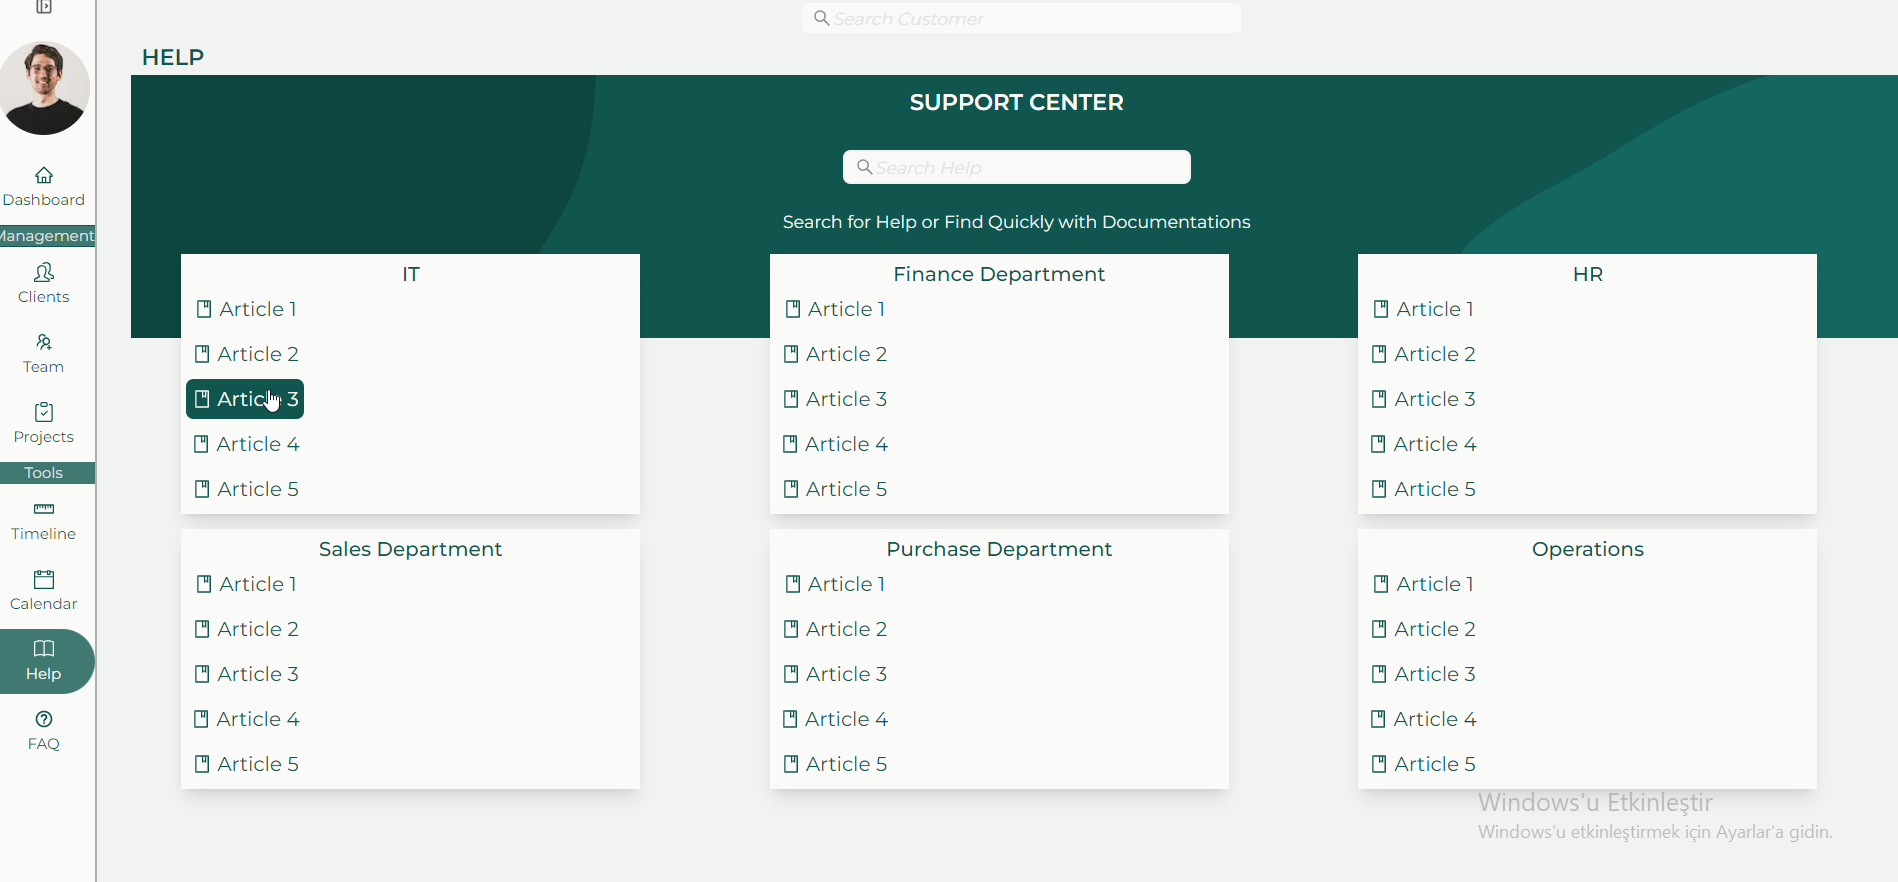 Search Customer
HELP
SUPPORT CENTER
Search Help
Search for Help or Find Quickly with Documentations
Dashboard
Management
Clients
Team
Projects
Tools
Timeline
Calendar
Help
FAQ
IT
Article 1
Article 2
Article 3
Article 4
Article 5
Finance Department
Article 1
Article 2
Article 3
Article 4
Article 5
HR
Article 1
Article 2
Article 3
Article 4
Article 5
Sales Department
Article 1
Article 2
Article 3
Article 4
Article 5
Purchase Department
Article 1
Article 2
Article 3
Article 4
Article 5
Operations
Article 1
Article 2
Article 3
Article 4
Article 5
Windows'u Etkinleştir
Windows'u etkinleştirmek için Ayarlar'a gidin.